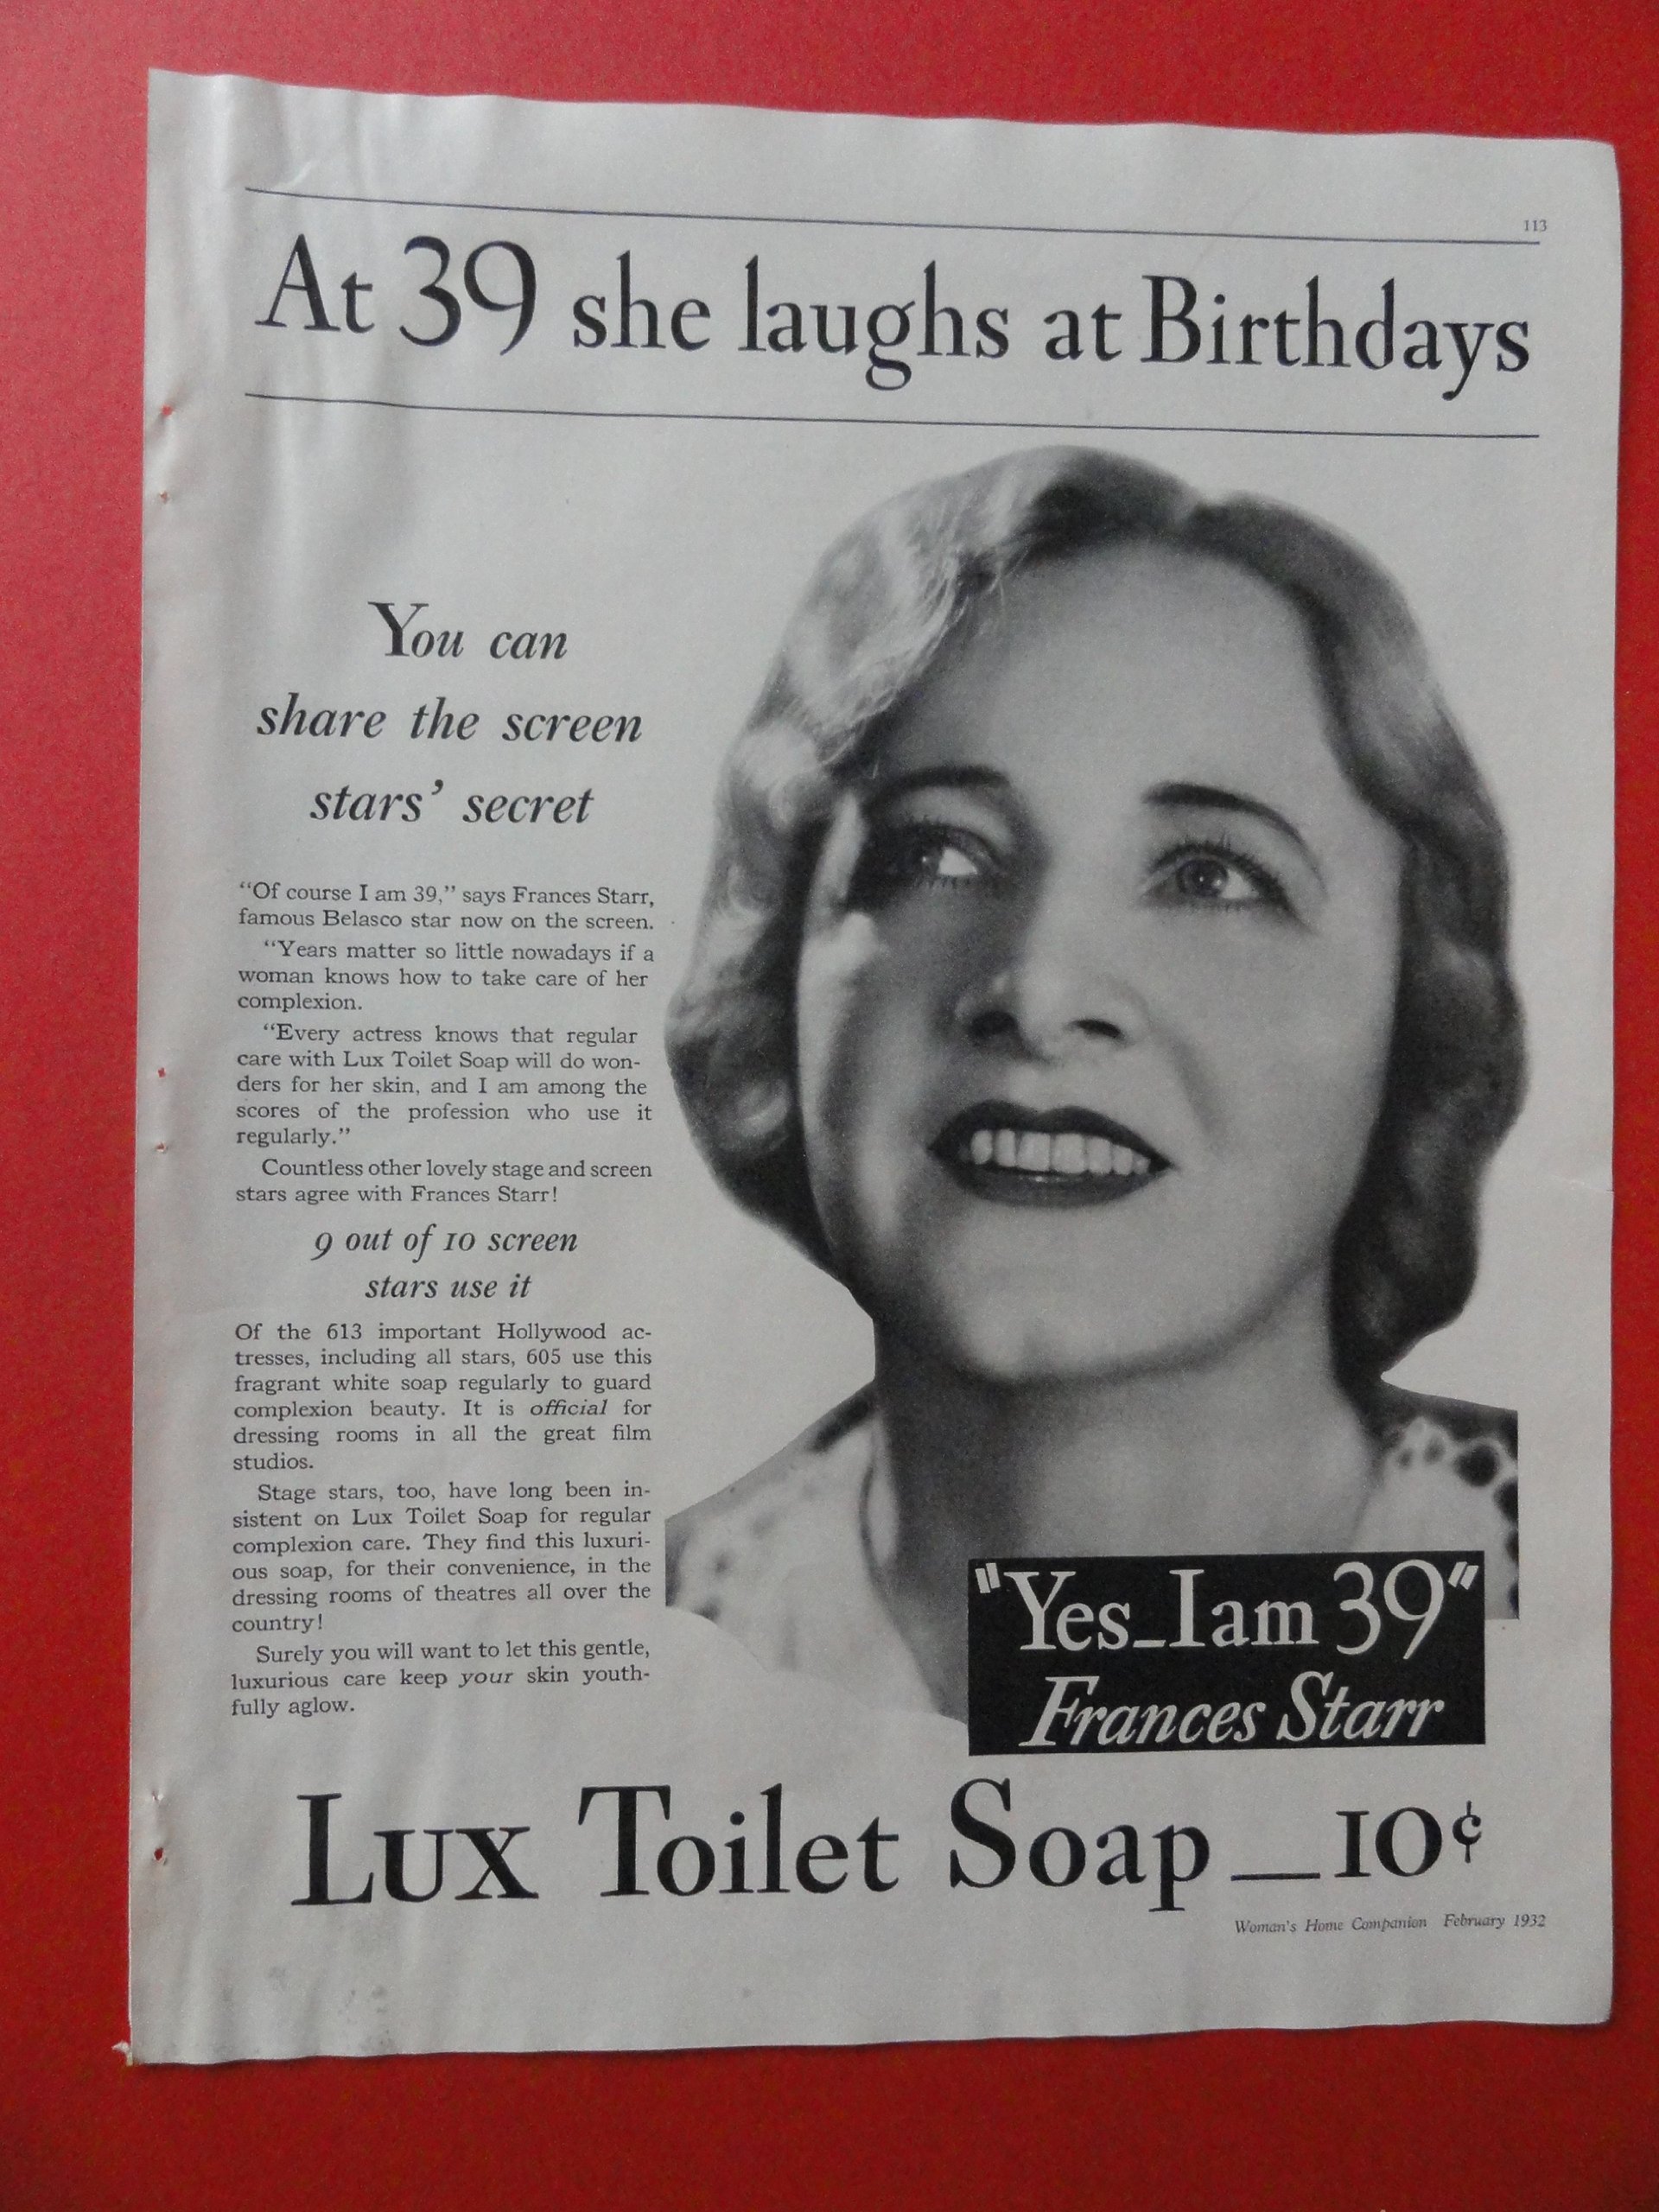 113
At 39 she laughs at Birthdays
You can
share the screen
stars' secret
"Of course I am 39," says Frances Starr,
famous Belasco star now on the screen.
"Years matter so little nowadays if a
woman knows how to take care of her
complexion.
"Every actress knows that regular
care with Lux Toilet Soap will do won-
ders for her skin, and I am among the
scores of the profession who use it
regularly."
Countless other lovely stage and screen
stars agree with Frances Starr!
9 out of 10 screen
stars use it
Of the 613 important Hollywood ac-
tresses, including all stars, 605 use this
fragrant white soap regularly to guard
complexion beauty. It is official for
dressing rooms in all the great film
studios.
Stage stars, too, have long been in-
sistent on Lux Toilet Soap for regular
complexion care. They find this luxuri-
ous soap, for their convenience, in the
dressing rooms of theatres all over the
country!
Surely you will want to let this gentle,
luxurious care keep your skin youth-
fully aglow.
"Yes_I am 39"
Frances Starr
Lux Toilet Soap_10¢
Woman's Home Companion February 1932